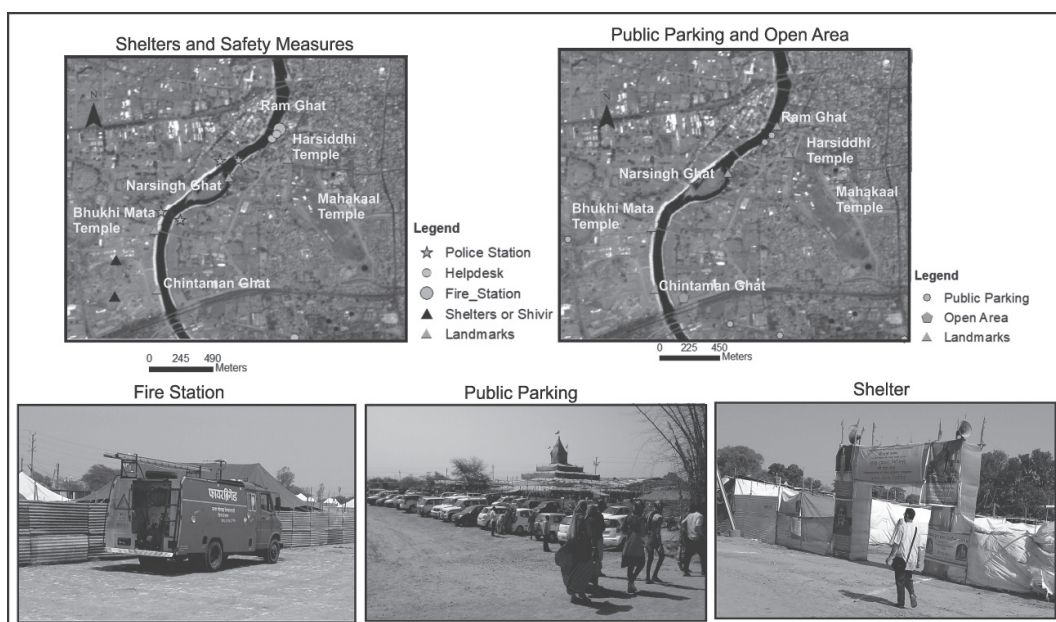 Shelters and Safety Measures
N
Ram Ghat
Harsiddhi
Temple
Narsingh Ghat
Mahakaal
Temple
Bhukhi Mata
Temple
Chintaman Ghat
Legend
Police Station
Helpdesk
Fire_Station
Shelters or Shivir
Landmarks
0 245 490
Meters
Public Parking and Open Area
N
Ram Ghat
Harsiddhi
Temple
Narsingh Ghat
Mahakaal
Temple
Bhukhi Mata
Temple
Chintaman Ghat
Legend
Public Parking
Open Area
Landmarks
0 225 450
Meters
Fire Station
फायर ब्रिगेड
Public Parking
Shelter